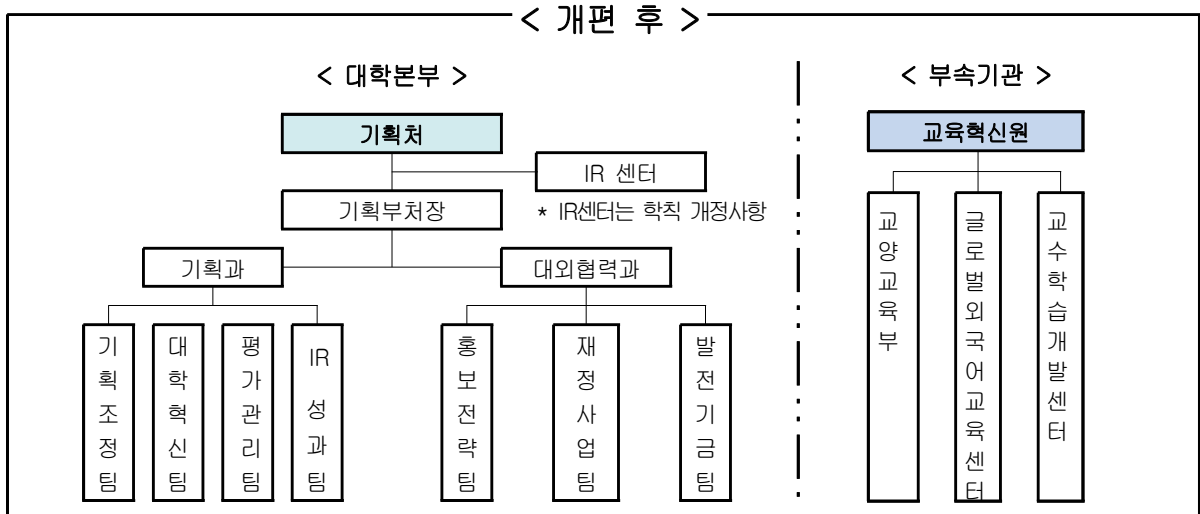 < 개편 후 >
< 대학본부 >
< 부속기관 >
기획처
교육혁신원
IR 센터
기획부처장
* IR센터는 학칙 개정사항
기획과
대외협력과
기획조정팀
대학혁신팀
평가관리팀
IR 성과팀
홍보전략팀
재정사업팀
발전기금팀
교양교육부
글로벌외국어교육센터
교수학습개발센터